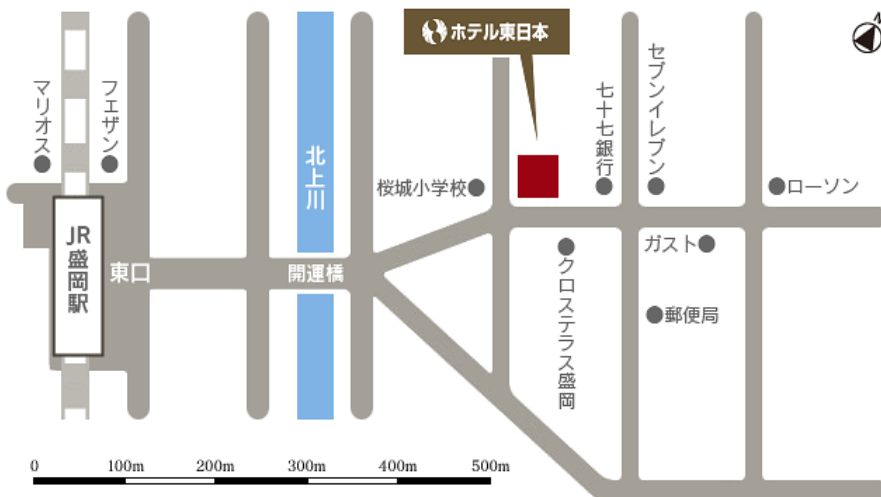 ホテル東日本
N
マリオス
フェザン
北上川
七十七銀行
セブンイレブン
桜城小学校
ローソン
JR盛岡駅
東口
開運橋
ガスト
クロステラス盛岡
郵便局
0 100m 200m 300m 400m 500m